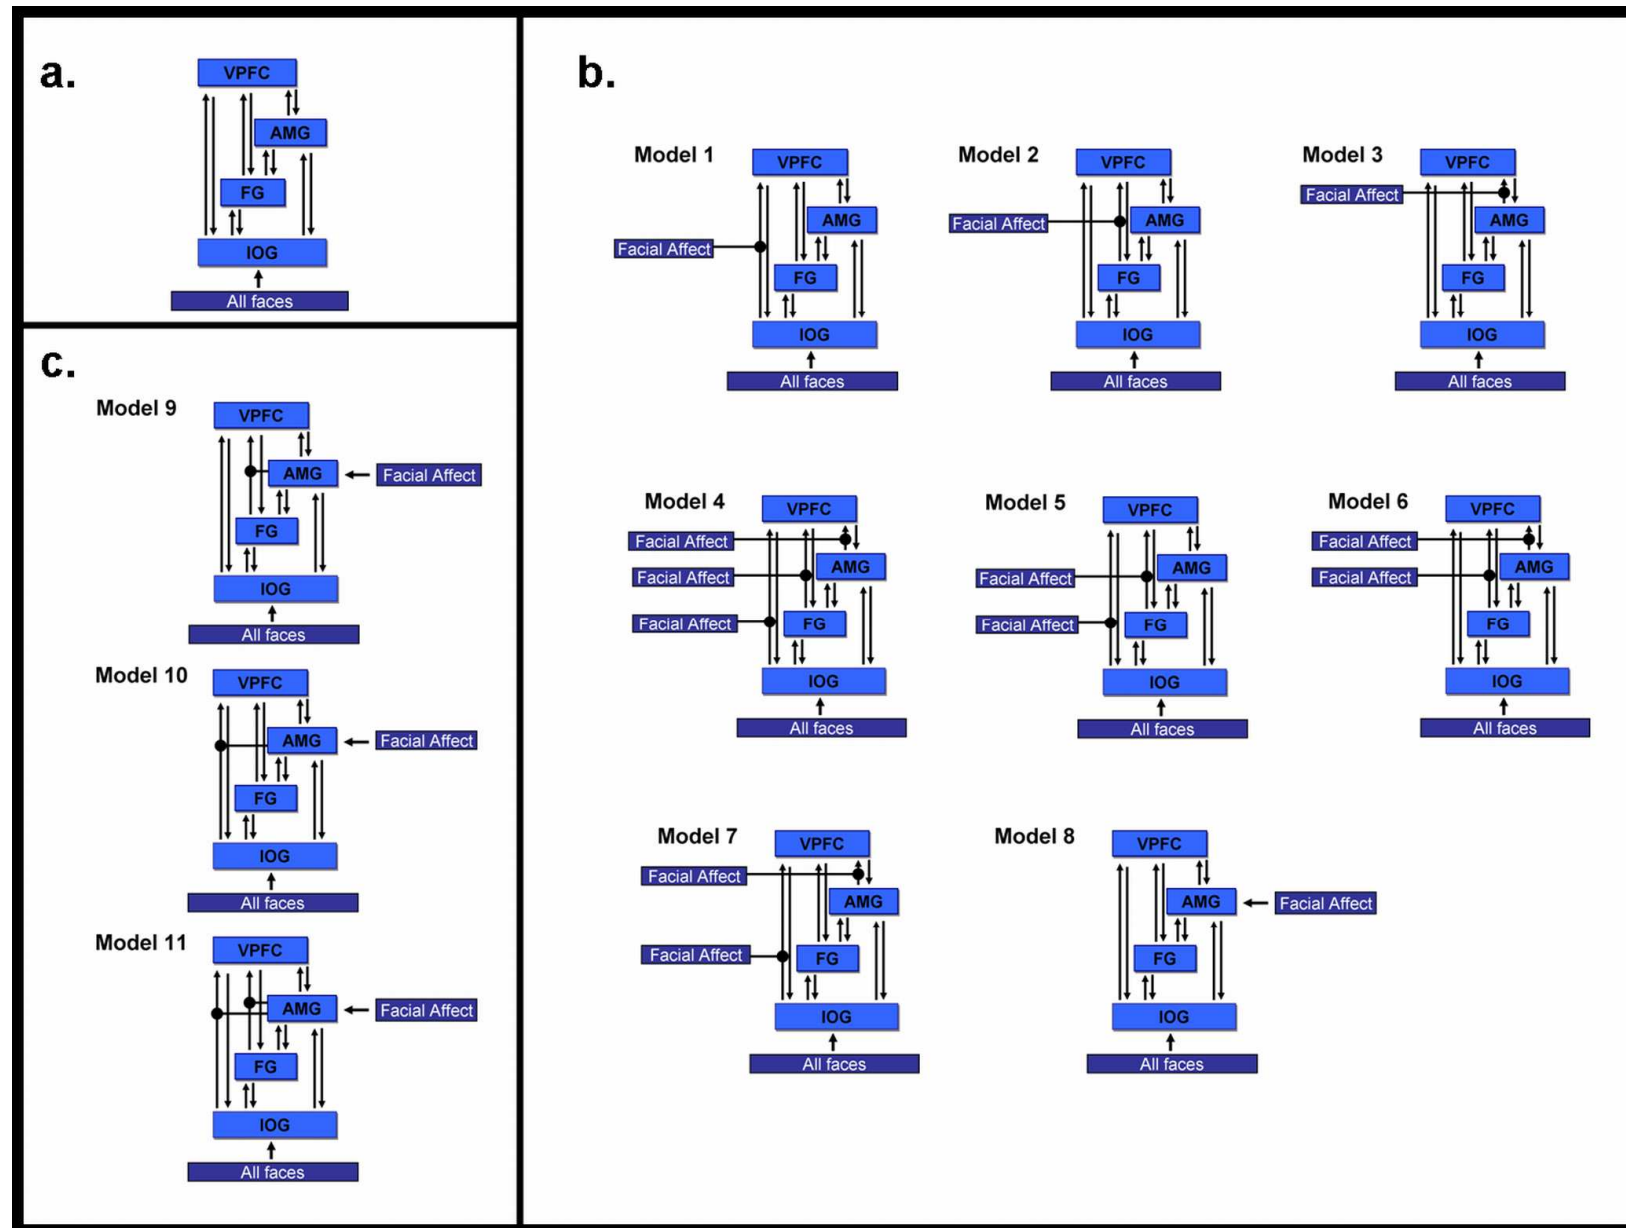 a.
VPFC
AMG
FG
IOG
All faces
b.
Model 1
VPFC
AMG
Facial Affect
FG
IOG
All faces
Model 2
VPFC
AMG
Facial Affect
FG
IOG
All faces
Model 3
VPFC
Facial Affect
AMG
FG
IOG
All faces
Model 4
VPFC
Facial Affect
AMG
Facial Affect
Facial Affect
FG
IOG
All faces
Model 5
VPFC
AMG
Facial Affect
Facial Affect
FG
IOG
All faces
Model 6
VPFC
Facial Affect
AMG
Facial Affect
FG
IOG
All faces
Model 7
VPFC
Facial Affect
AMG
Facial Affect
FG
IOG
All faces
Model 8
VPFC
AMG
Facial Affect
FG
IOG
All faces
c.
Model 9
VPFC
AMG
Facial Affect
FG
IOG
All faces
Model 10
VPFC
AMG
Facial Affect
FG
IOG
All faces
Model 11
VPFC
AMG
Facial Affect
FG
IOG
All faces